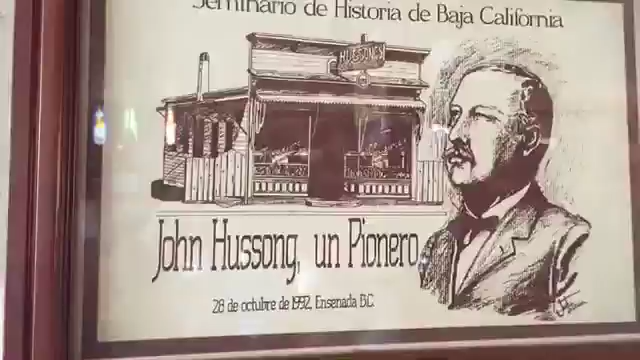 Seminario de Historia de Baja California
HUSSONG'S
John Hussong, un Pionero
28 de octubre de 1992, Ensenada B.C.